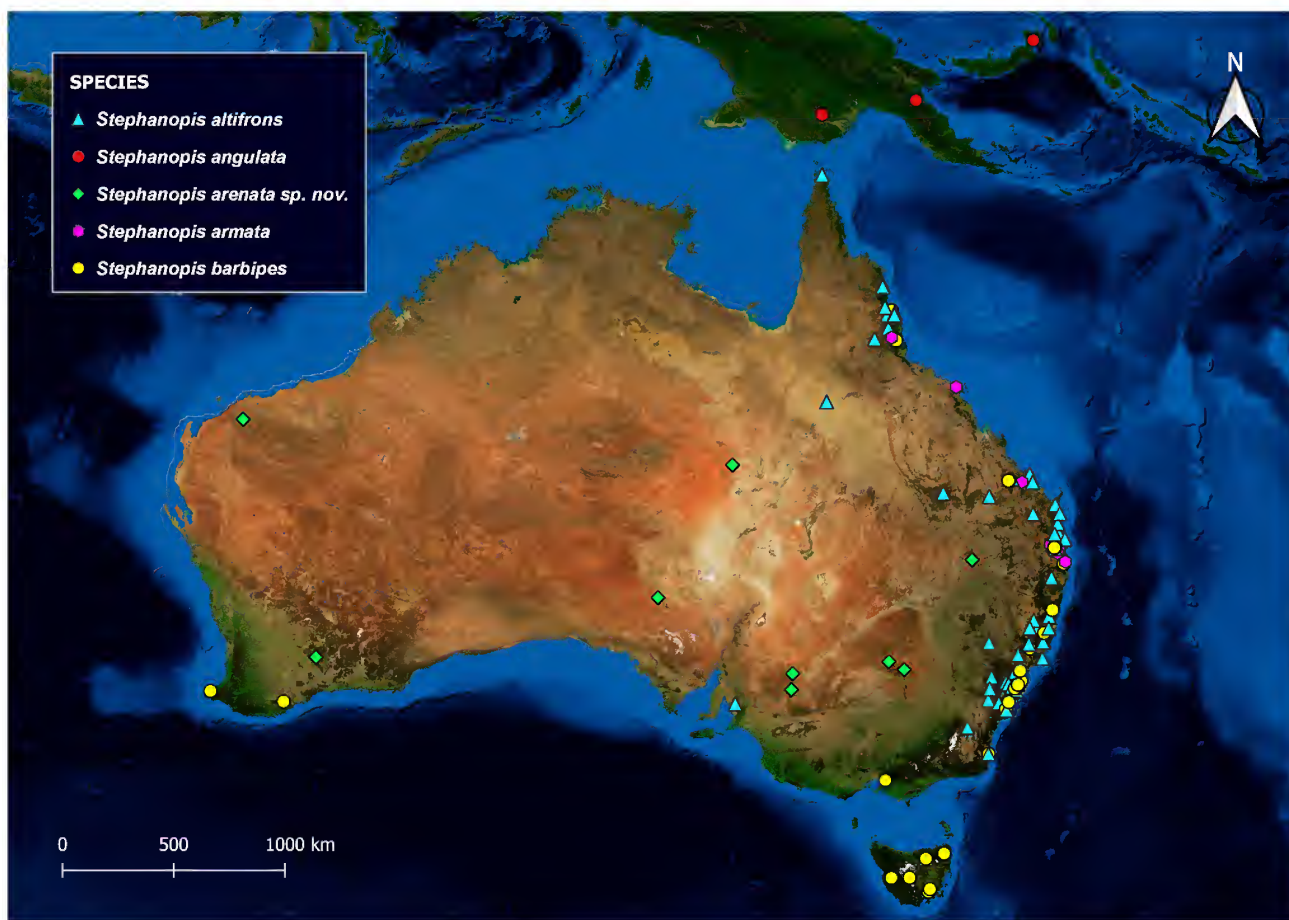 SPECIES
Stephanopis altifrons
Stephanopis angulata
Stephanopis arenata sp. nov.
Stephanopis armata
Stephanopis barbipes
N
0 500 1000 km